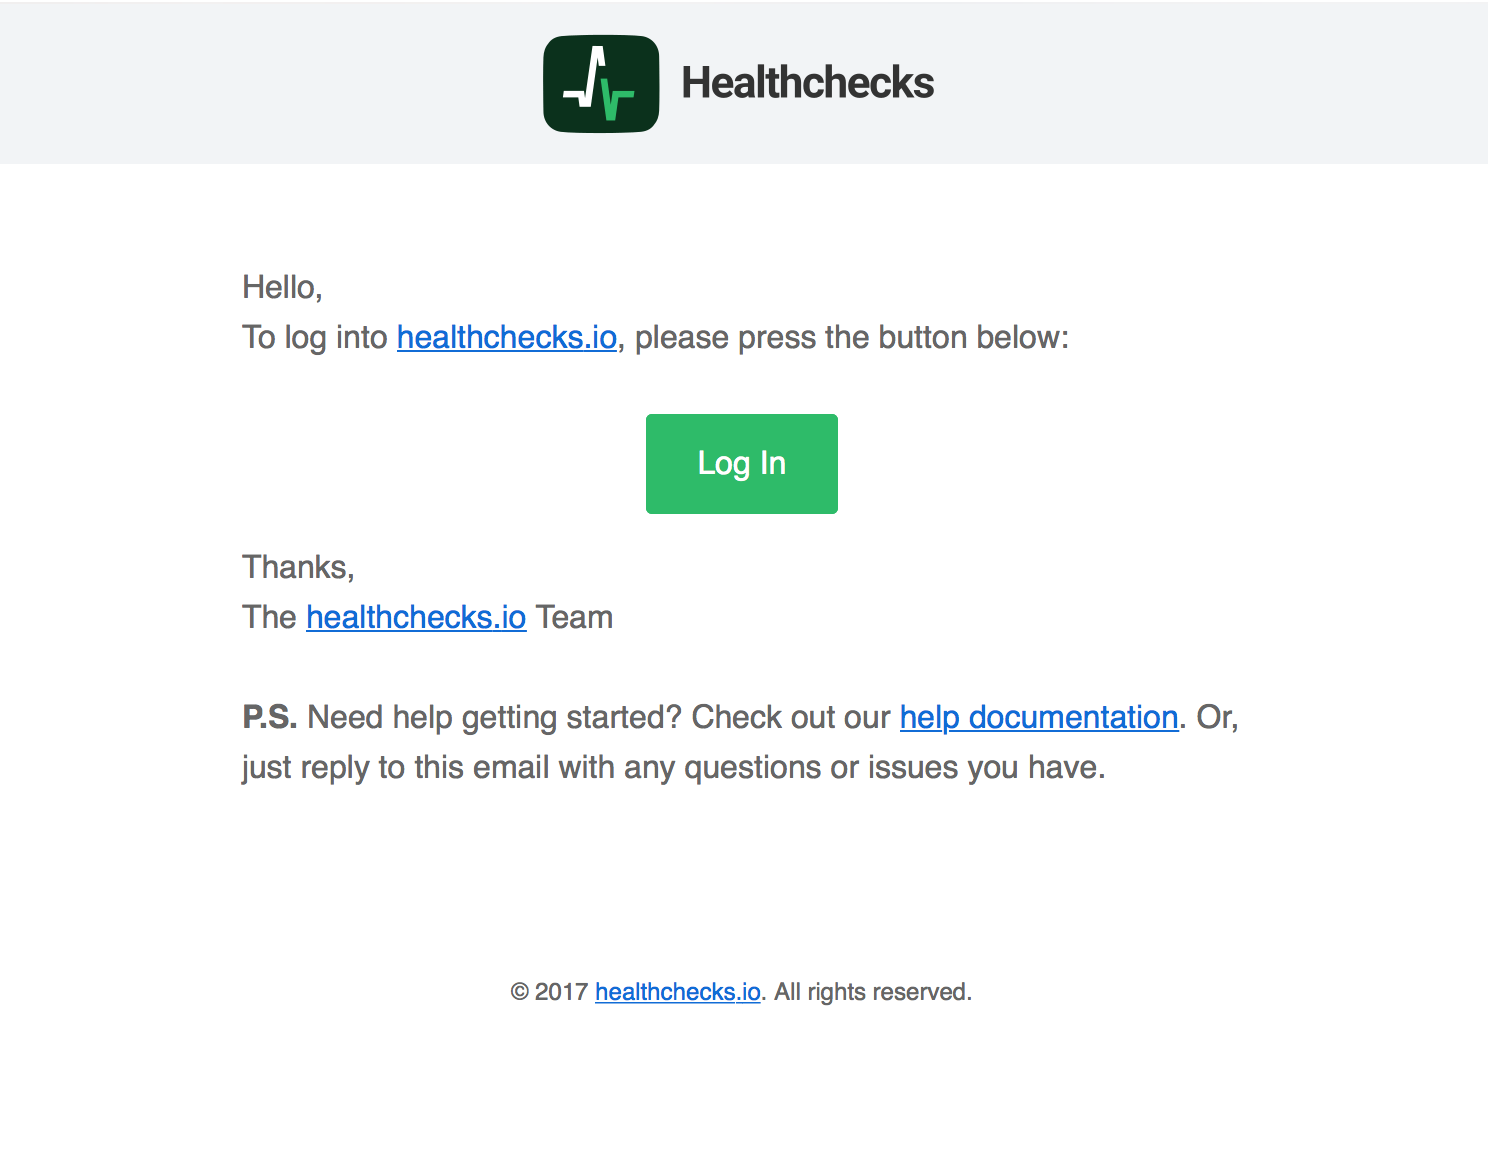 Healthchecks
Hello,
To log into healthchecks.io, please press the button below:
Log In
Thanks,
The healthchecks.io Team
P.S. Need help getting started? Check out our help documentation. Or,
just reply to this email with any questions or issues you have.
© 2017 healthchecks.io. All rights reserved.